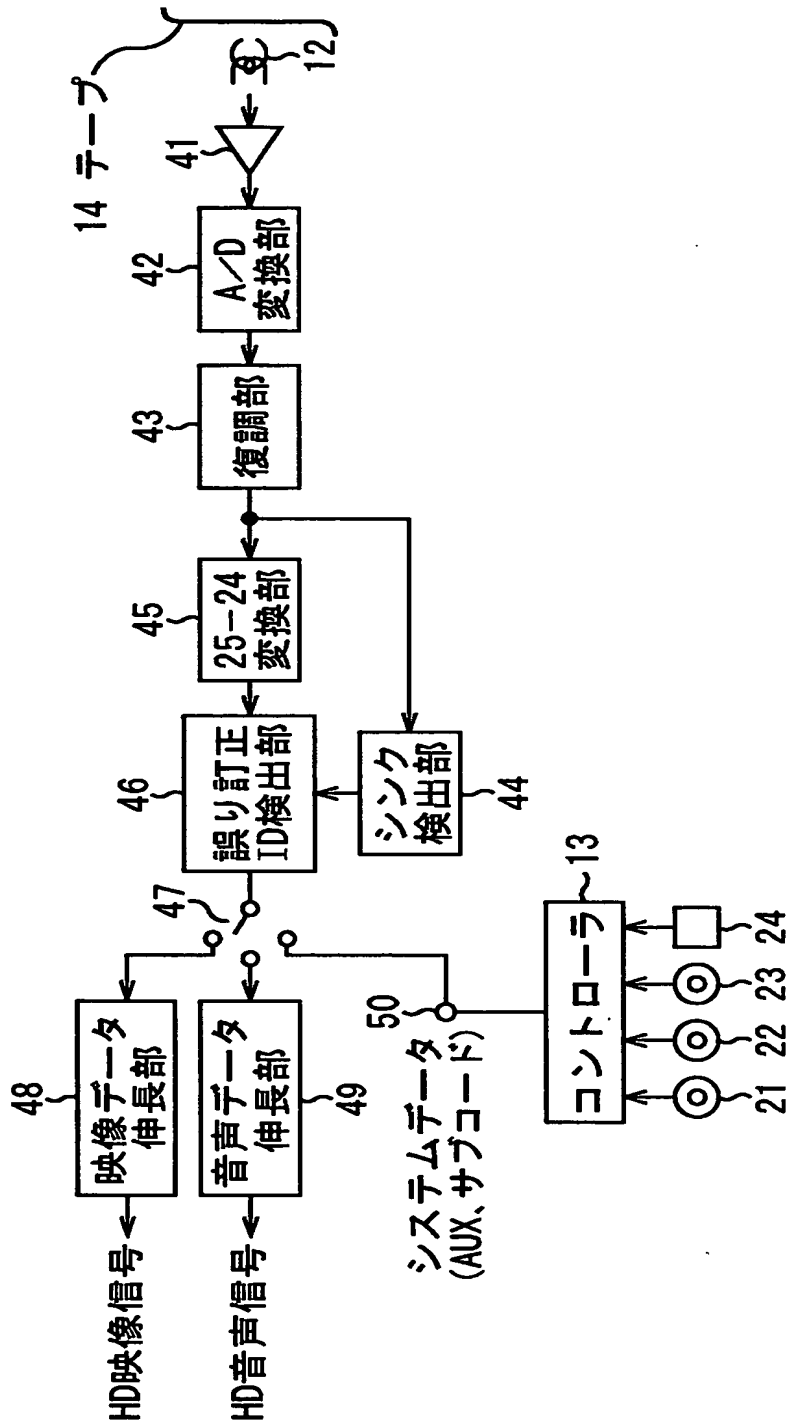 14 テープ
12
41
42
A/D
変換部
43
復調部
45
25−24
変換部
46
誤り訂正
ID検出部
シンク
検出部
44
47
48
映像データ
伸長部
音声データ
伸長部
49
HD映像信号
HD音声信号
50
システムデータ
(AUX、サブコード)
13
コントローラ
21
22
23
24